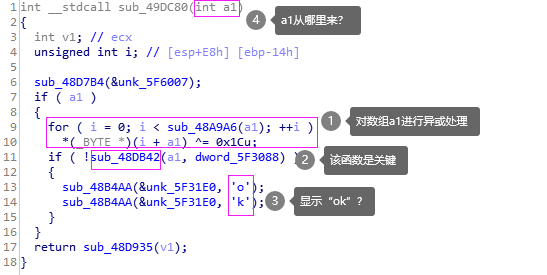 1 int __stdcall sub_49DC80(int a1)
2 {
3 int v1; // ecx
4 unsigned int i; // [esp+E8h] [ebp-14h]
5
6 sub_48D7B4(&unk_5F6007);
7 if ( a1 )
8 {
9 for ( i = 0; i < sub_48A9A6(a1); ++i )
10 *(_BYTE *)(i + a1) ^= 0x1Cu;
11 if ( !sub_48DB42(a1, dword_5F3088) )
12 {
13 sub_48B4AA(&unk_5F31E0, 'o');
14 sub_48B4AA(&unk_5F31E0, 'k');
15 }
16 }
17 return sub_48D935(v1);
18 }
4 a1从哪里来?
1 对数组a1进行异或处理
2 该函数是关键
3 显示“ok”?